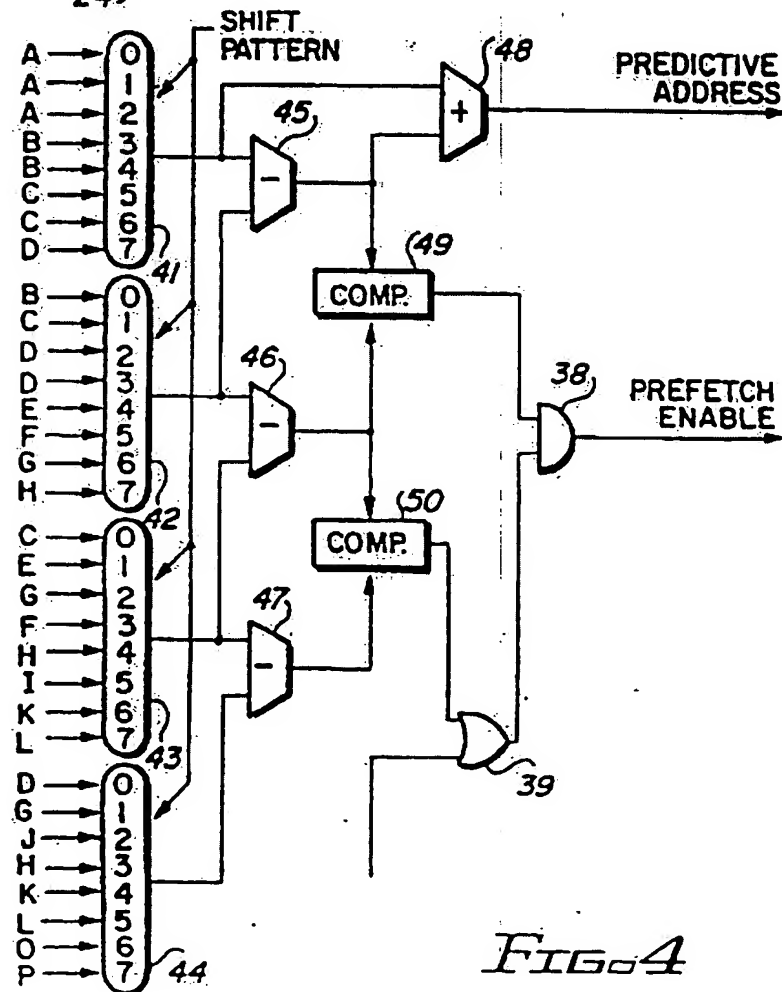 24
SHIFT
PATTERN
A 0
A 1
A 2
B 3
B 4
C 5
C 6
D 7
41
B 0
C 1
D 2
D 3
E 4
F 5
G 6
H 7
42
C 0
E 1
G 2
F 3
H 4
I 5
K 6
L 7
43
D 0
G 1
J 2
H 3
K 4
L 5
O 6
P 7
44
45
-
46
-
47
-
48
+
PREDICTIVE
ADDRESS
49
COMP.
50
COMP.
38
PREFETCH
ENABLE
39
FIG. 4